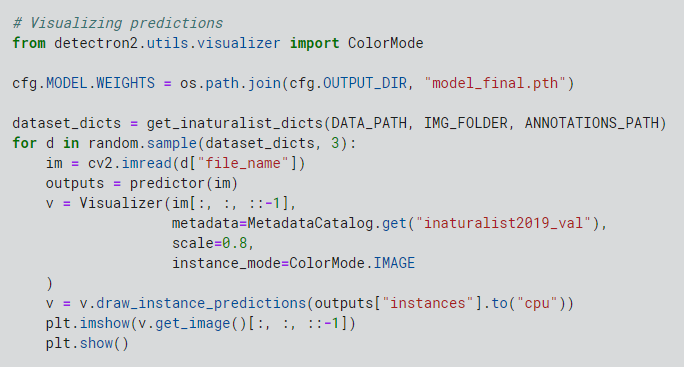 # Visualizing predictions
from detectron2.utils.visualizer import ColorMode

cfg.MODEL.WEIGHTS = os.path.join(cfg.OUTPUT_DIR, "model_final.pth")

dataset_dicts = get_inaturalist_dicts(DATA_PATH, IMG_FOLDER, ANNOTATIONS_PATH)
for d in random.sample(dataset_dicts, 3):
    im = cv2.imread(d["file_name"])
    outputs = predictor(im)
    v = Visualizer(im[:, :, ::-1],
                   metadata=MetadataCatalog.get("inaturalist2019_val"),
                   scale=0.8,
                   instance_mode=ColorMode.IMAGE
    )
    v = v.draw_instance_predictions(outputs["instances"].to("cpu"))
    plt.imshow(v.get_image()[:, :, ::-1])
    plt.show()